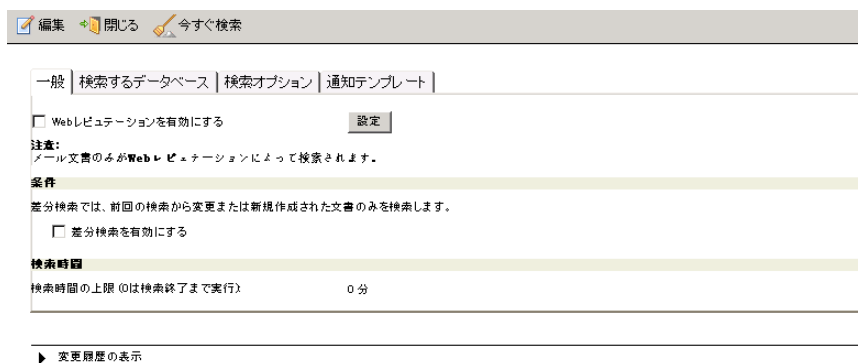 編集 閉じる 今すぐ検索
一般 検索するデータベース 検索オプション 通知テンプレート
Webレピュテーションを有効にする 設定
注意:
メール文書のみがWebレピュテーションによって検索されます。
条件
差分検索では、前回の検索から変更または新規作成された文書のみを検索します。
差分検索を有効にする
検索時間
検索時間の上限(0は検索終了まで実行): 0 分
変更履歴の表示